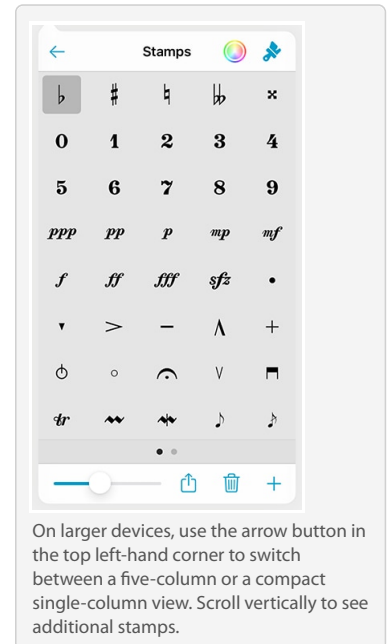 Stamps
♭ ♯ ♮ 𝄫 𝄪
0 1 2 3 4
5 6 7 8 9
ppp pp p mp mf
f ff fff sfz
tr
On larger devices, use the arrow button in
the top left-hand corner to switch
between a five-column or a compact
single-column view. Scroll vertically to see
additional stamps.